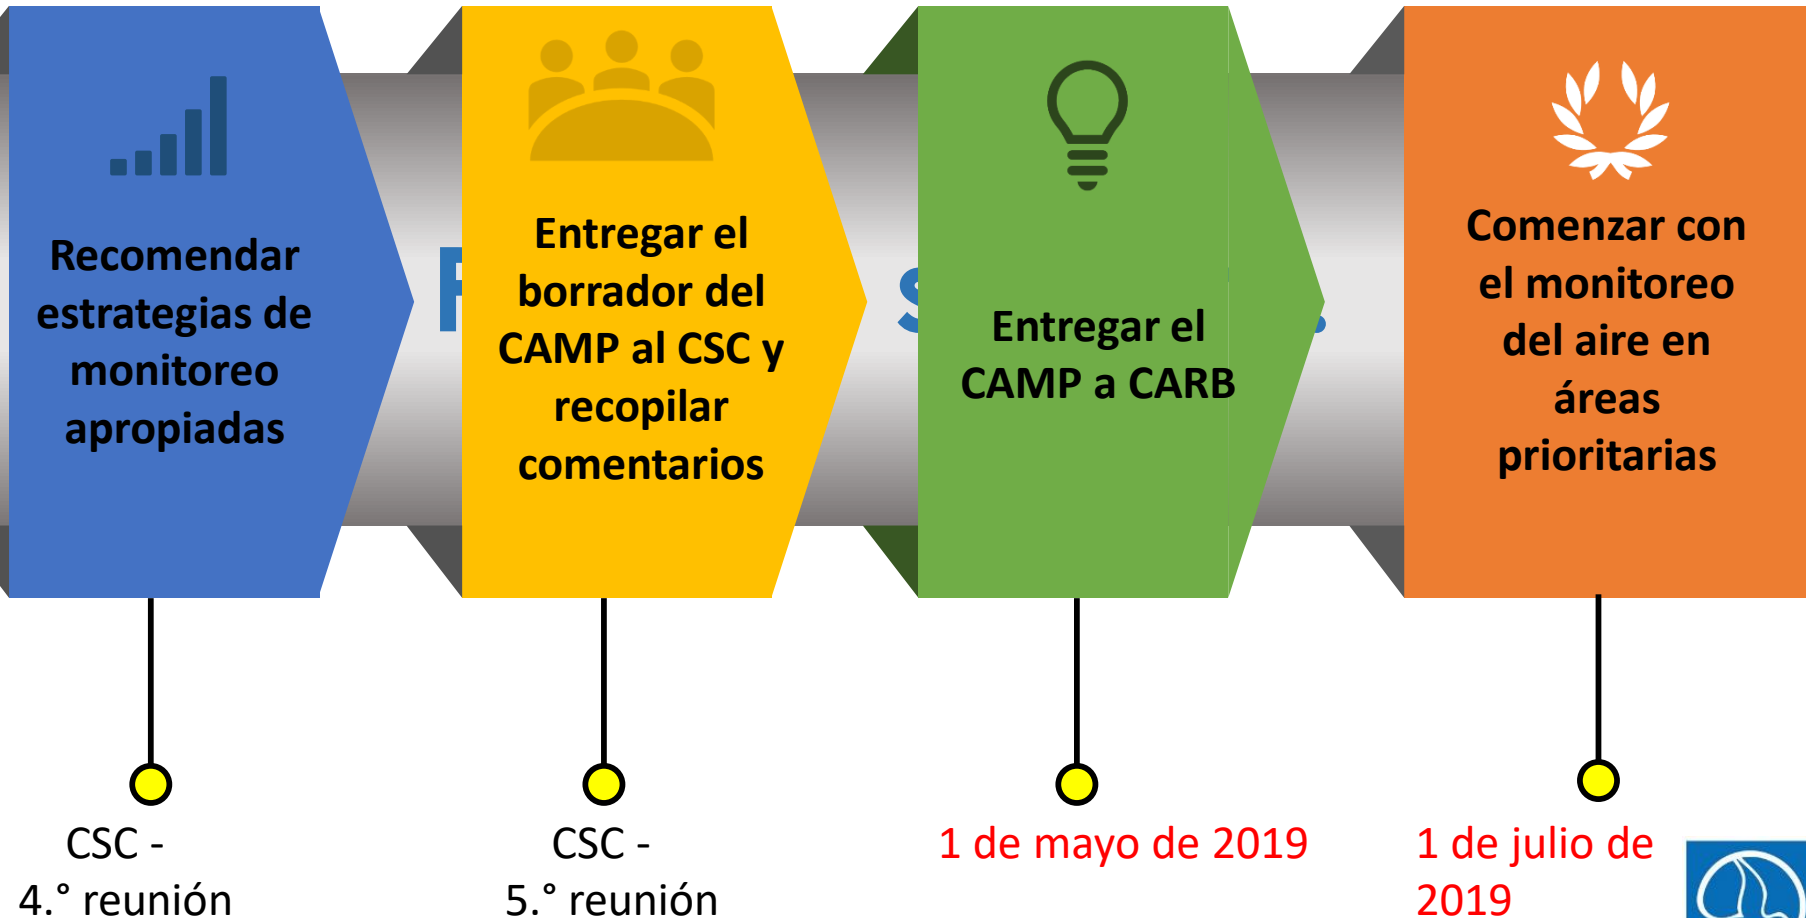 Recomendar
estrategias de
monitoreo
apropiadas
Entregar el
borrador del
CAMP al CSC y
recopilar
comentarios
Entregar el
CAMP a CARB
Comenzar con
el monitoreo
del aire en
áreas
prioritarias
CSC -
4.° reunión
CSC -
5.° reunión
1 de mayo de 2019
1 de julio de
2019